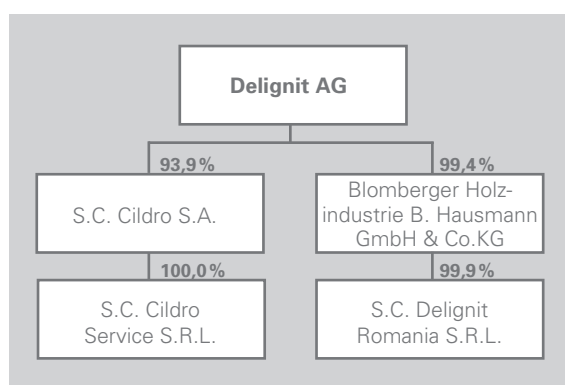 Delignit AG
93,9%
99,4%
S.C. Cildro S.A.
Blomberger Holz-
industrie B. Hausmann
GmbH & Co.KG
100,0%
99,9%
S.C. Cildro
Service S.R.L.
S.C. Delignit
Romania S.R.L.